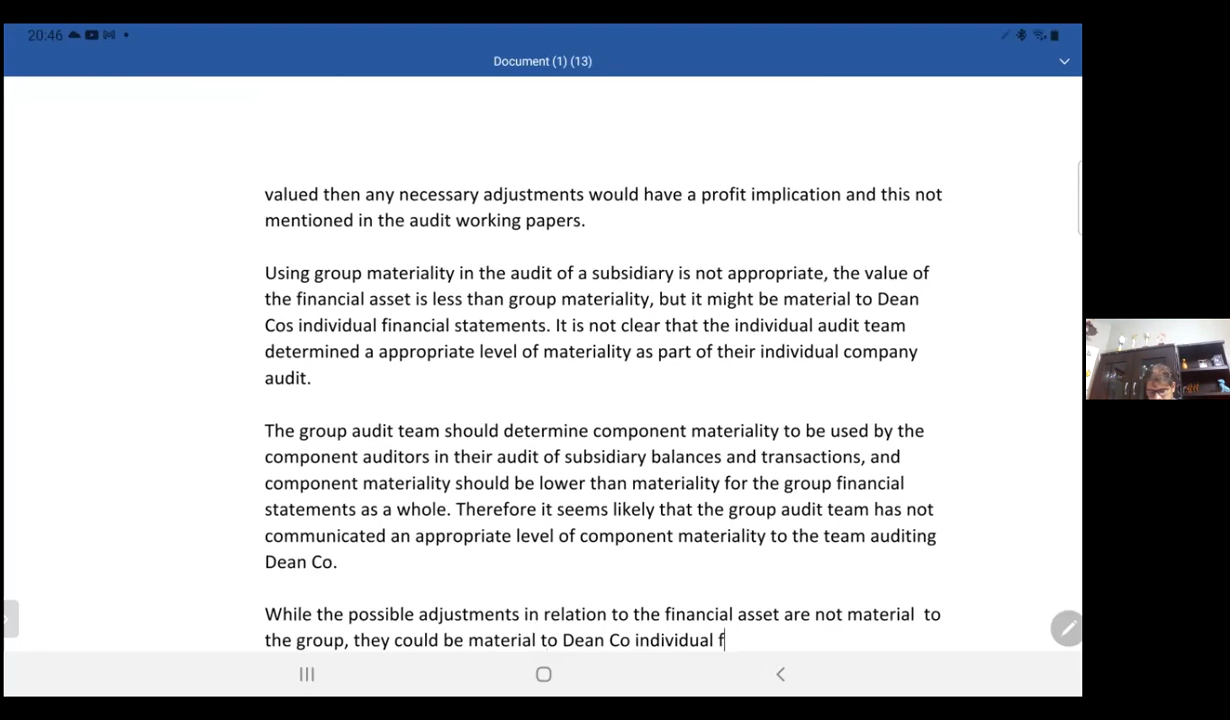 20:46
Document (1) (13)
valued then any necessary adjustments would have a profit implication and this not
mentioned in the audit working papers.
Using group materiality in the audit of a subsidiary is not appropriate, the value of
the financial asset is less than group materiality, but it might be material to Dean
Cos individual financial statements. It is not clear that the individual audit team
determined a appropriate level of materiality as part of their individual company
audit.
The group audit team should determine component materiality to be used by the
component auditors in their audit of subsidiary balances and transactions, and
component materiality should be lower than materiality for the group financial
statements as a whole. Therefore it seems likely that the group audit team has not
communicated an appropriate level of component materiality to the team auditing
Dean Co.
While the possible adjustments in relation to the financial asset are not material  to
the group, they could be material to Dean Co individual f